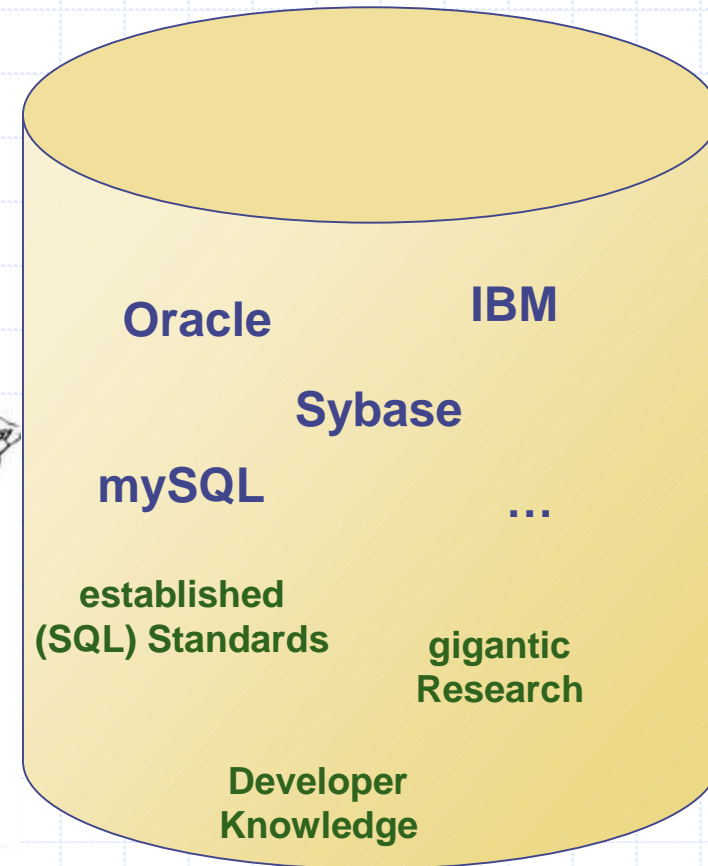 Oracle
IBM
Sybase
mySQL
...
established
(SQL) Standards
gigantic
Research
Developer
Knowledge